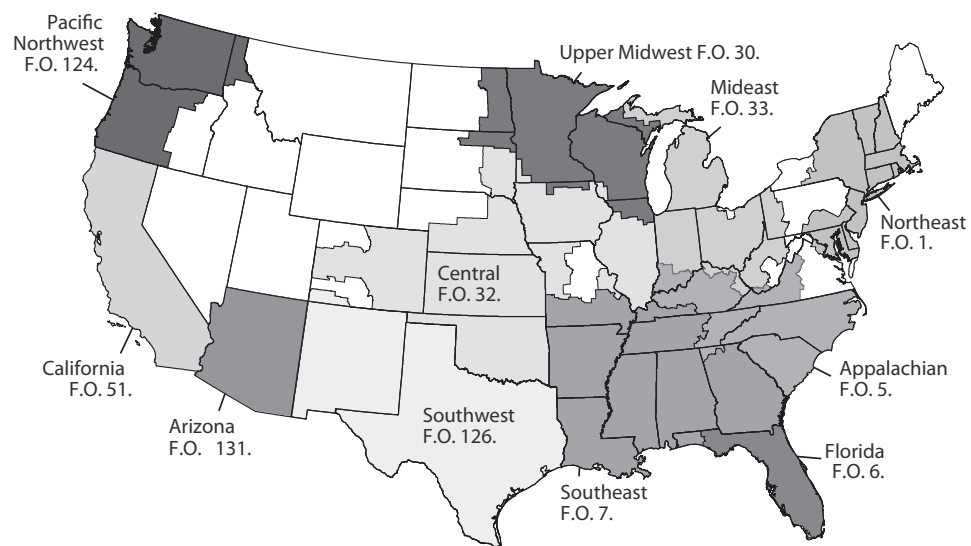 Pacific
Northwest
F.O. 124.
Upper Midwest F.O. 30.
Mideast
F.O. 33.
Northeast
F.O. 1.
Central
F.O. 32.
California
F.O. 51.
Appalachian
F.O. 5.
Arizona
F.O. 131.
Southwest
F.O. 126.
Florida
F.O. 6.
Southeast
F.O. 7.